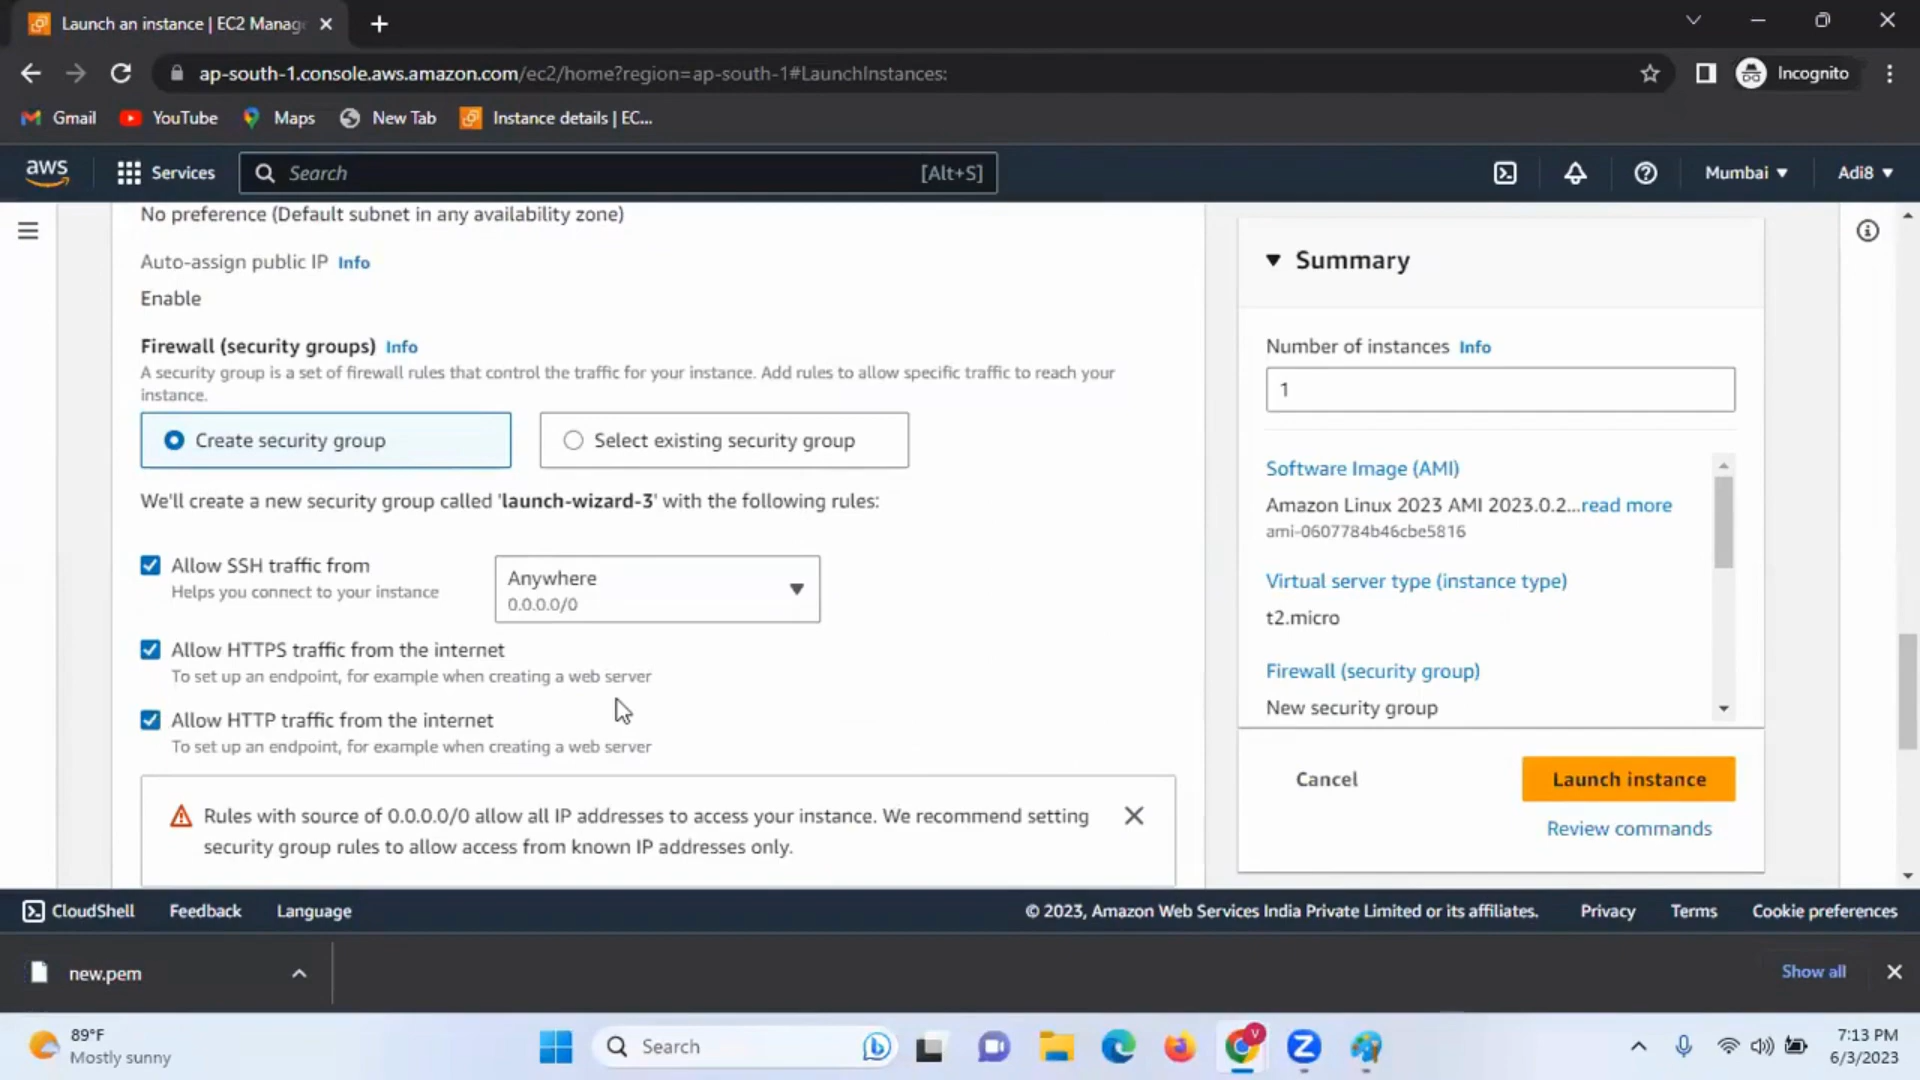 Launch an instance | EC2 Manag
ap-south-1.console.aws.amazon.com/ec2/home?region=ap-south-1#LaunchInstances:
Incognito
Gmail
YouTube
Maps
New Tab
Instance details | EC...
aws
Services
Search
[Alt+S]
Mumbai
Adi8
No preference (Default subnet in any availability zone)
Auto-assign public IP Info
Enable
Firewall (security groups) Info
A security group is a set of firewall rules that control the traffic for your instance. Add rules to allow specific traffic to reach your
instance.
Create security group
Select existing security group
We'll create a new security group called 'launch-wizard-3' with the following rules:
Allow SSH traffic from
Helps you connect to your instance
Anywhere
0.0.0.0/0
Allow HTTPS traffic from the internet
To set up an endpoint, for example when creating a web server
Allow HTTP traffic from the internet
To set up an endpoint, for example when creating a web server
Rules with source of 0.0.0.0/0 allow all IP addresses to access your instance. We recommend setting
security group rules to allow access from known IP addresses only.
Summary
Number of instances Info
1
Software Image (AMI)
Amazon Linux 2023 AMI 2023.0.2...read more
ami-0607784b46cbe5816
Virtual server type (instance type)
t2.micro
Firewall (security group)
New security group
Cancel
Launch instance
Review commands
CloudShell
Feedback
Language
© 2023, Amazon Web Services India Private Limited or its affiliates.
Privacy
Terms
Cookie preferences
new.pem
Show all
89°F
Mostly sunny
Search
V
Z
7:13 PM
6/3/2023